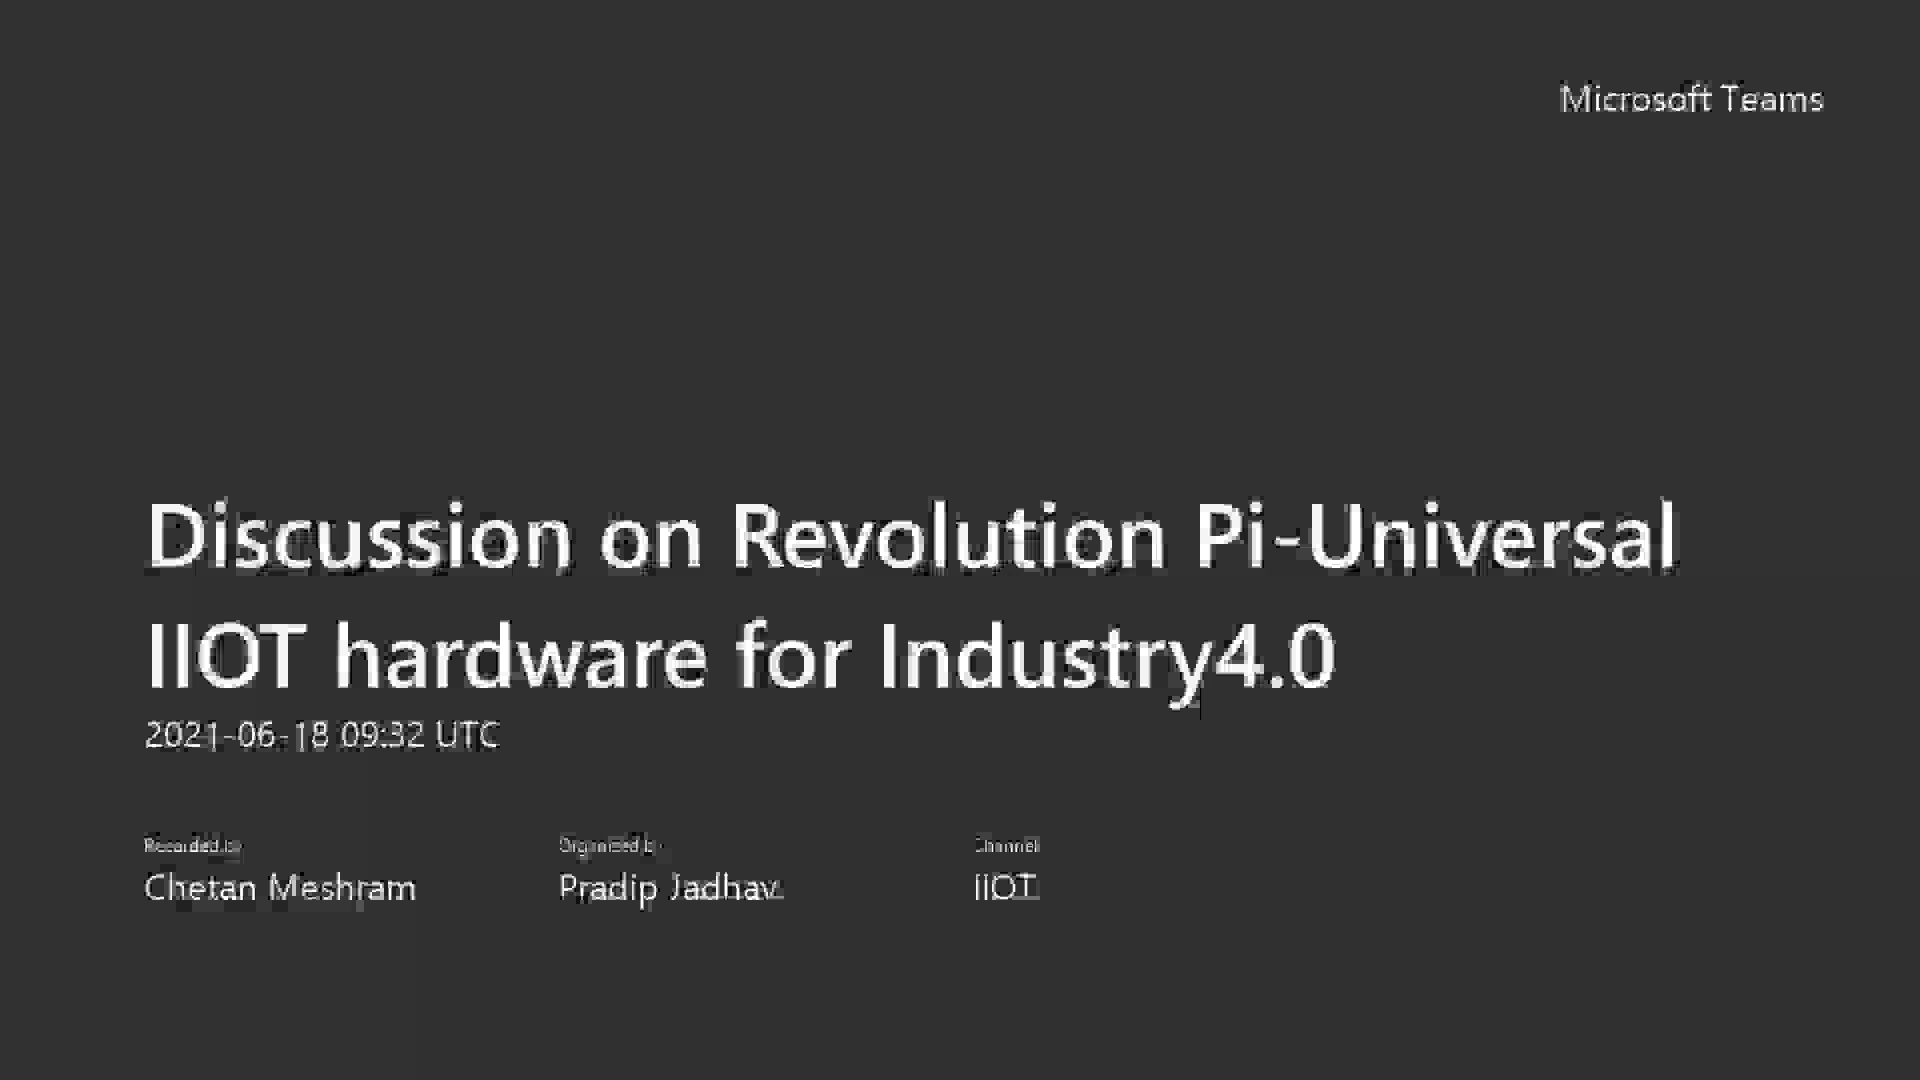 Microsoft Teams
Discussion on Revolution Pi-Universal
IIOT hardware for Industry4.0
2021-06-18 09:32 UTC
Recorded by Organized by Channel
Chetan Meshram Pradip Jadhav IIOT